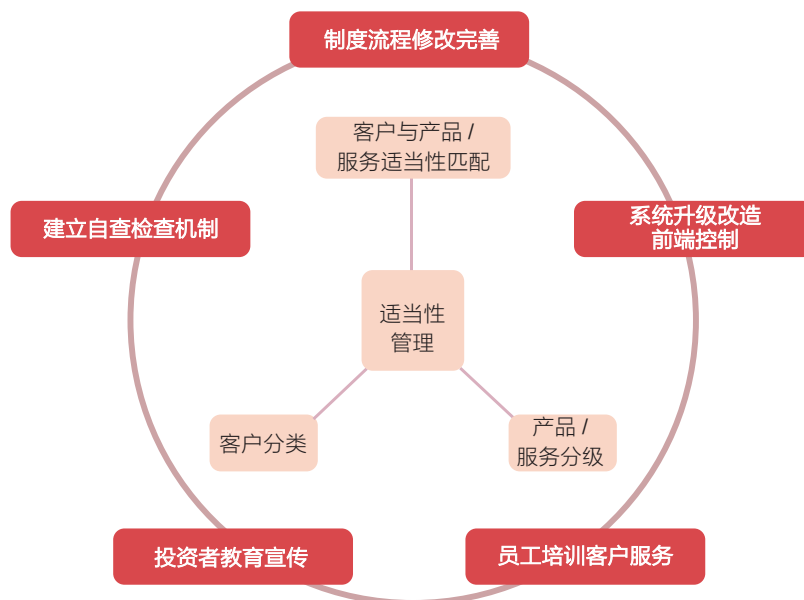 制度流程修改完善
客户与产品 /
服务适当性匹配
建立自查检查机制
系统升级改造
前端控制
适当性
管理
客户分类
产品 /
服务分级
投资者教育宣传
员工培训客户服务